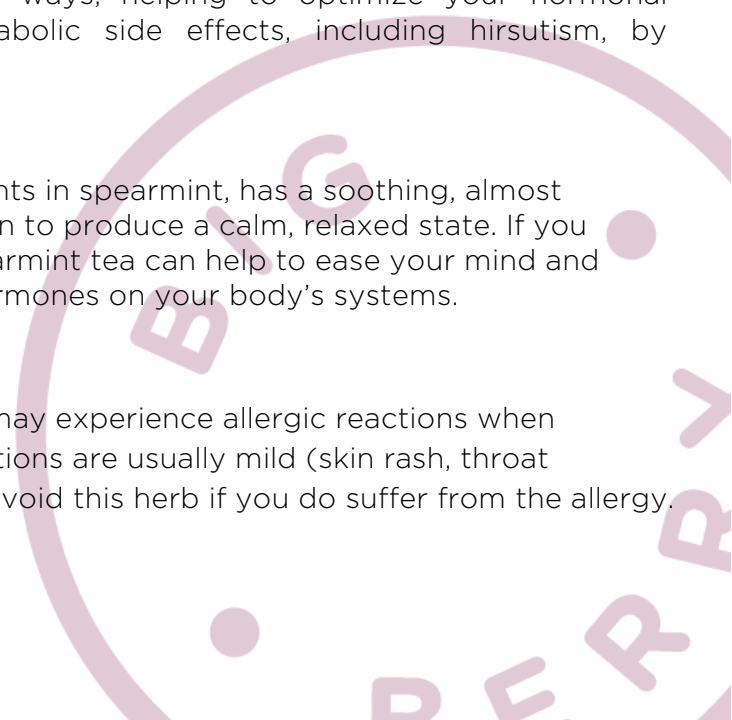 ways, helping to optimize your hormonal
abolic side effects, including hirsutism, by
nts in spearmint, has a soothing, almost
n to produce a calm, relaxed state. If you
armint tea can help to ease your mind and
rmones on your body's systems.
may experience allergic reactions when
tions are usually mild (skin rash, throat
void this herb if you do suffer from the allergy.
BIG
BERRY